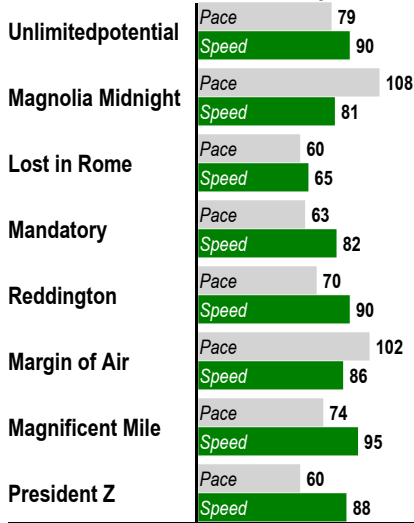 Unlimitedpotential
Pace 79
Speed 90
Magnolia Midnight
Pace 108
Speed 81
Lost in Rome
Pace 60
Speed 65
Mandatory
Pace 63
Speed 82
Reddington
Pace 70
Speed 90
Margin of Air
Pace 102
Speed 86
Magnificent Mile
Pace 74
Speed 95
President Z
Pace 60
Speed 88